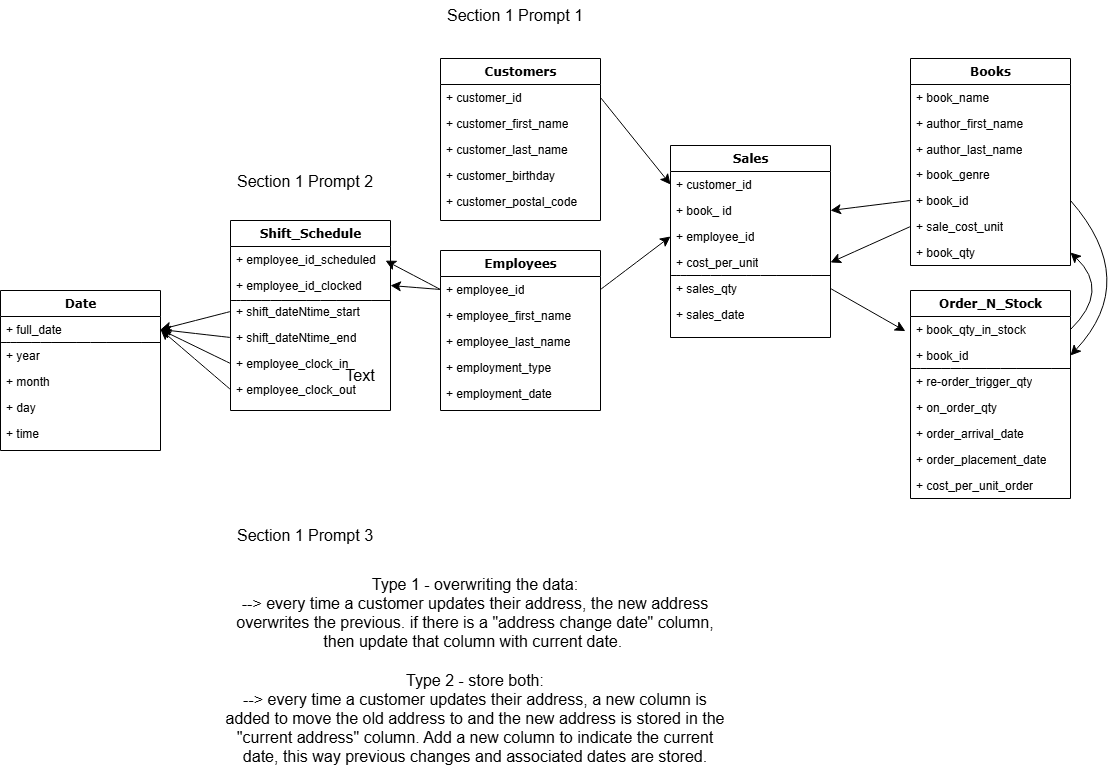 Section 1 Prompt 1
Customers
+ customer_id
+ customer_first_name
+ customer_last_name
+ customer_birthday
+ customer_postal_code
Books
+ book_name
+ author_first_name
+ author_last_name
+ book_genre
+ book_id
+ sale_cost_unit
+ book_qty
Sales
+ customer_id
+ book_ id
+ employee_id
+ cost_per_unit
+ sales_qty
+ sales_date
Section 1 Prompt 2
Shift_Schedule
+ employee_id_scheduled
+ employee_id_clocked
+ shift_dateNtime_start
+ shift_dateNtime_end
+ employee_clock_in
Text
+ employee_clock_out
Employees
+ employee_id
+ employee_first_name
+ employee_last_name
+ employment_type
+ employment_date
Date
+ full_date
+ year
+ month
+ day
+ time
Order_N_Stock
+ book_qty_in_stock
+ book_id
+ re-order_trigger_qty
+ on_order_qty
+ order_arrival_date
+ order_placement_date
+ cost_per_unit_order
Section 1 Prompt 3
Type 1 - overwriting the data:
--> every time a customer updates their address, the new address
overwrites the previous. if there is a "address change date" column,
then update that column with current date.
Type 2 - store both:
--> every time a customer updates their address, a new column is
added to move the old address to and the new address is stored in the
"current address" column. Add a new column to indicate the current
date, this way previous changes and associated dates are stored.